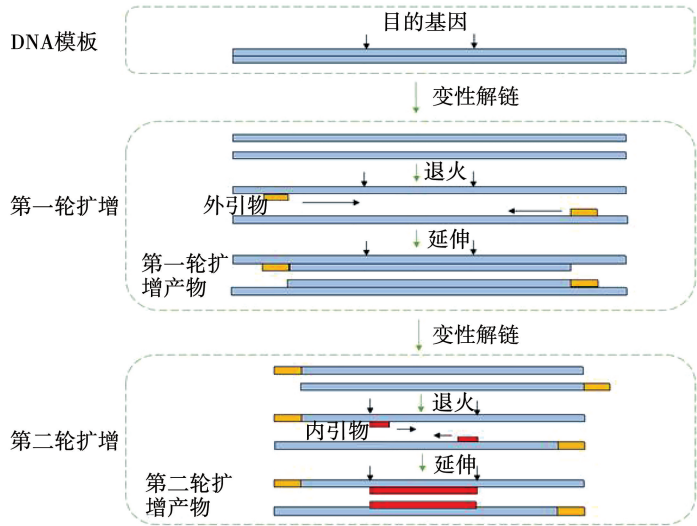 目的基因
DNA模板
变性解链
退火
第一轮扩增
外引物
延伸
第一轮扩
增产物
变性解链
退火
第二轮扩增
内引物
延伸
第二轮扩
增产物